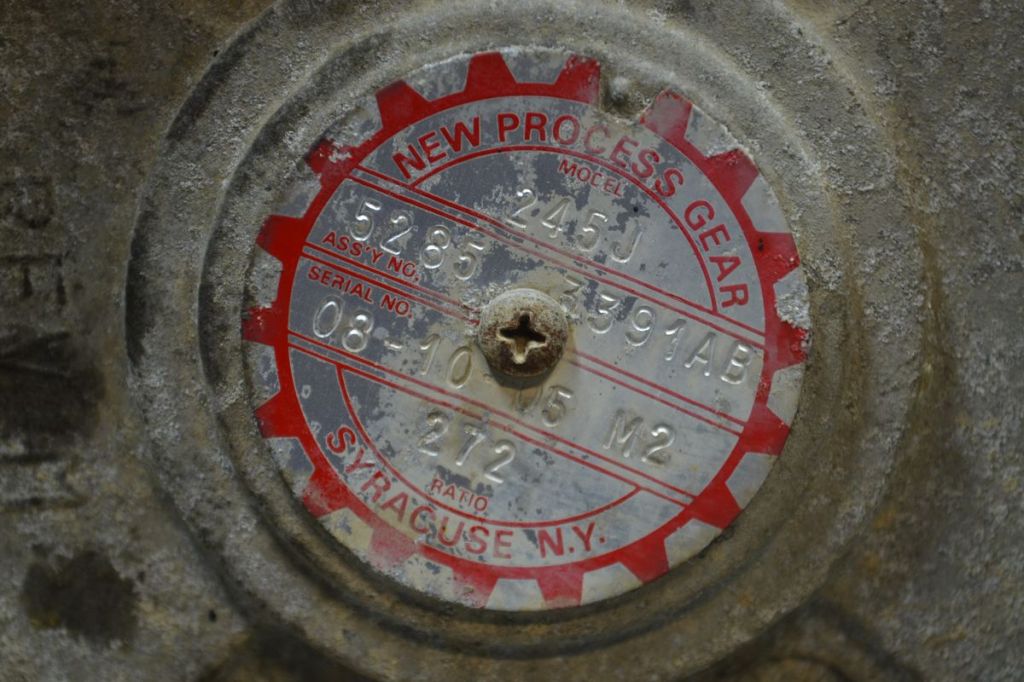 NEW PROCESS GEAR
MODEL
245J
5285 3391AB
ASS'Y NO.
SERIAL NO.
08-10-05 M2
272
RATIO
SYRACUSE N.Y.